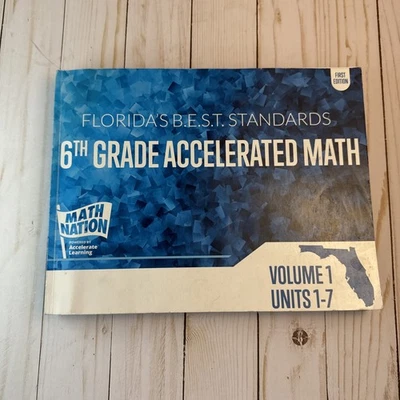 FIRST
EDITION
FLORIDA'S B.E.S.T. STANDARDS
6TH GRADE ACCELERATED MATH
MATH
NATION
Accelerate
Learning
VOLUME 1
UNITS 1-7